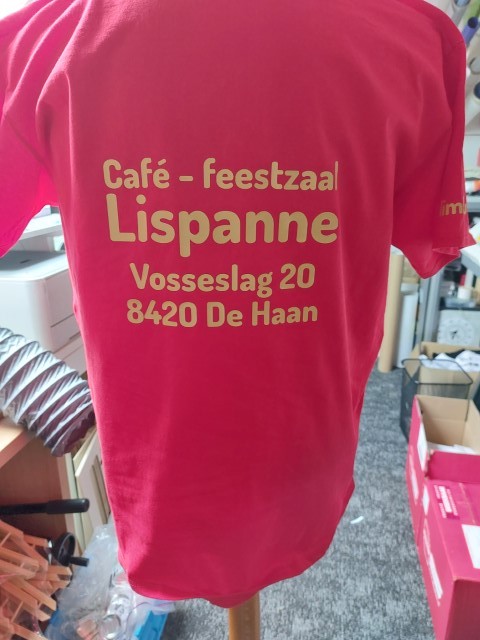 Café - feestzaal
Lispanne
Vosseslag 20
8420 De Haan